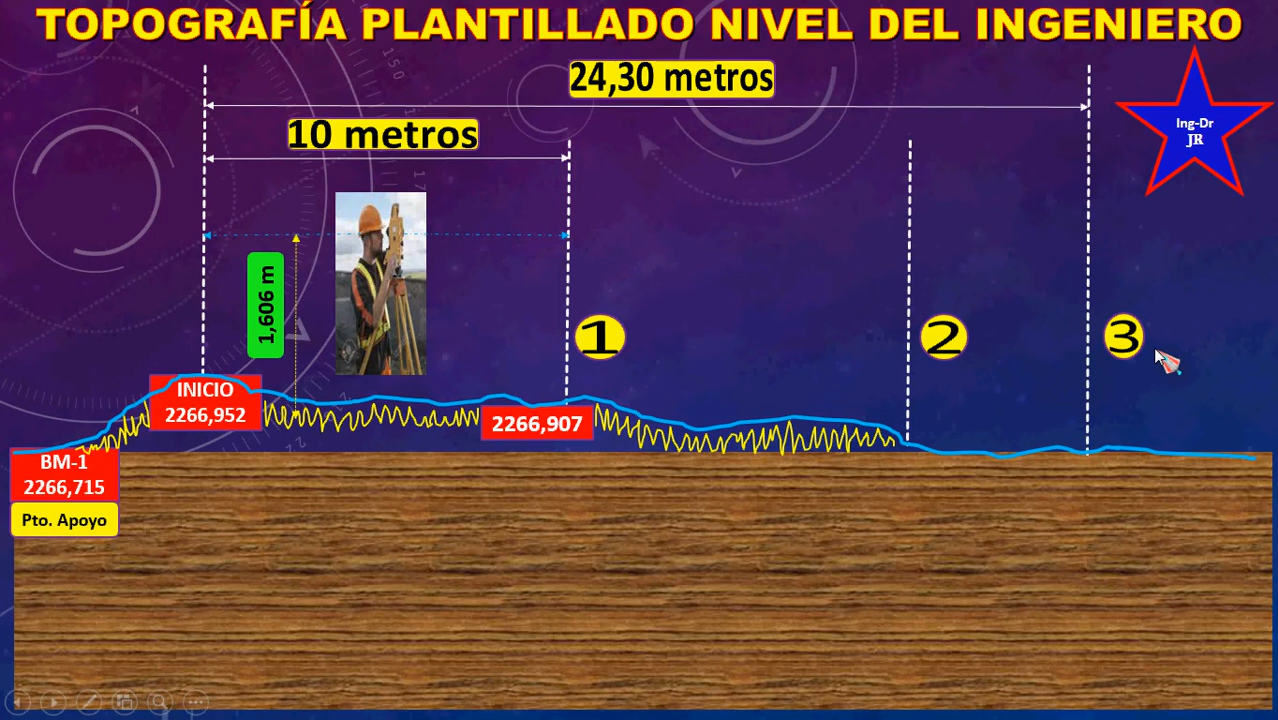 TOPOGRAFÍA PLANTILLADO NIVEL DEL INGENIERO
24,30 metros
10 metros
Ing-Dr
JR
1,606 m
1
2
3
INICIO
2266,952
2266,907
BM-1
2266,715
Pto. Apoyo